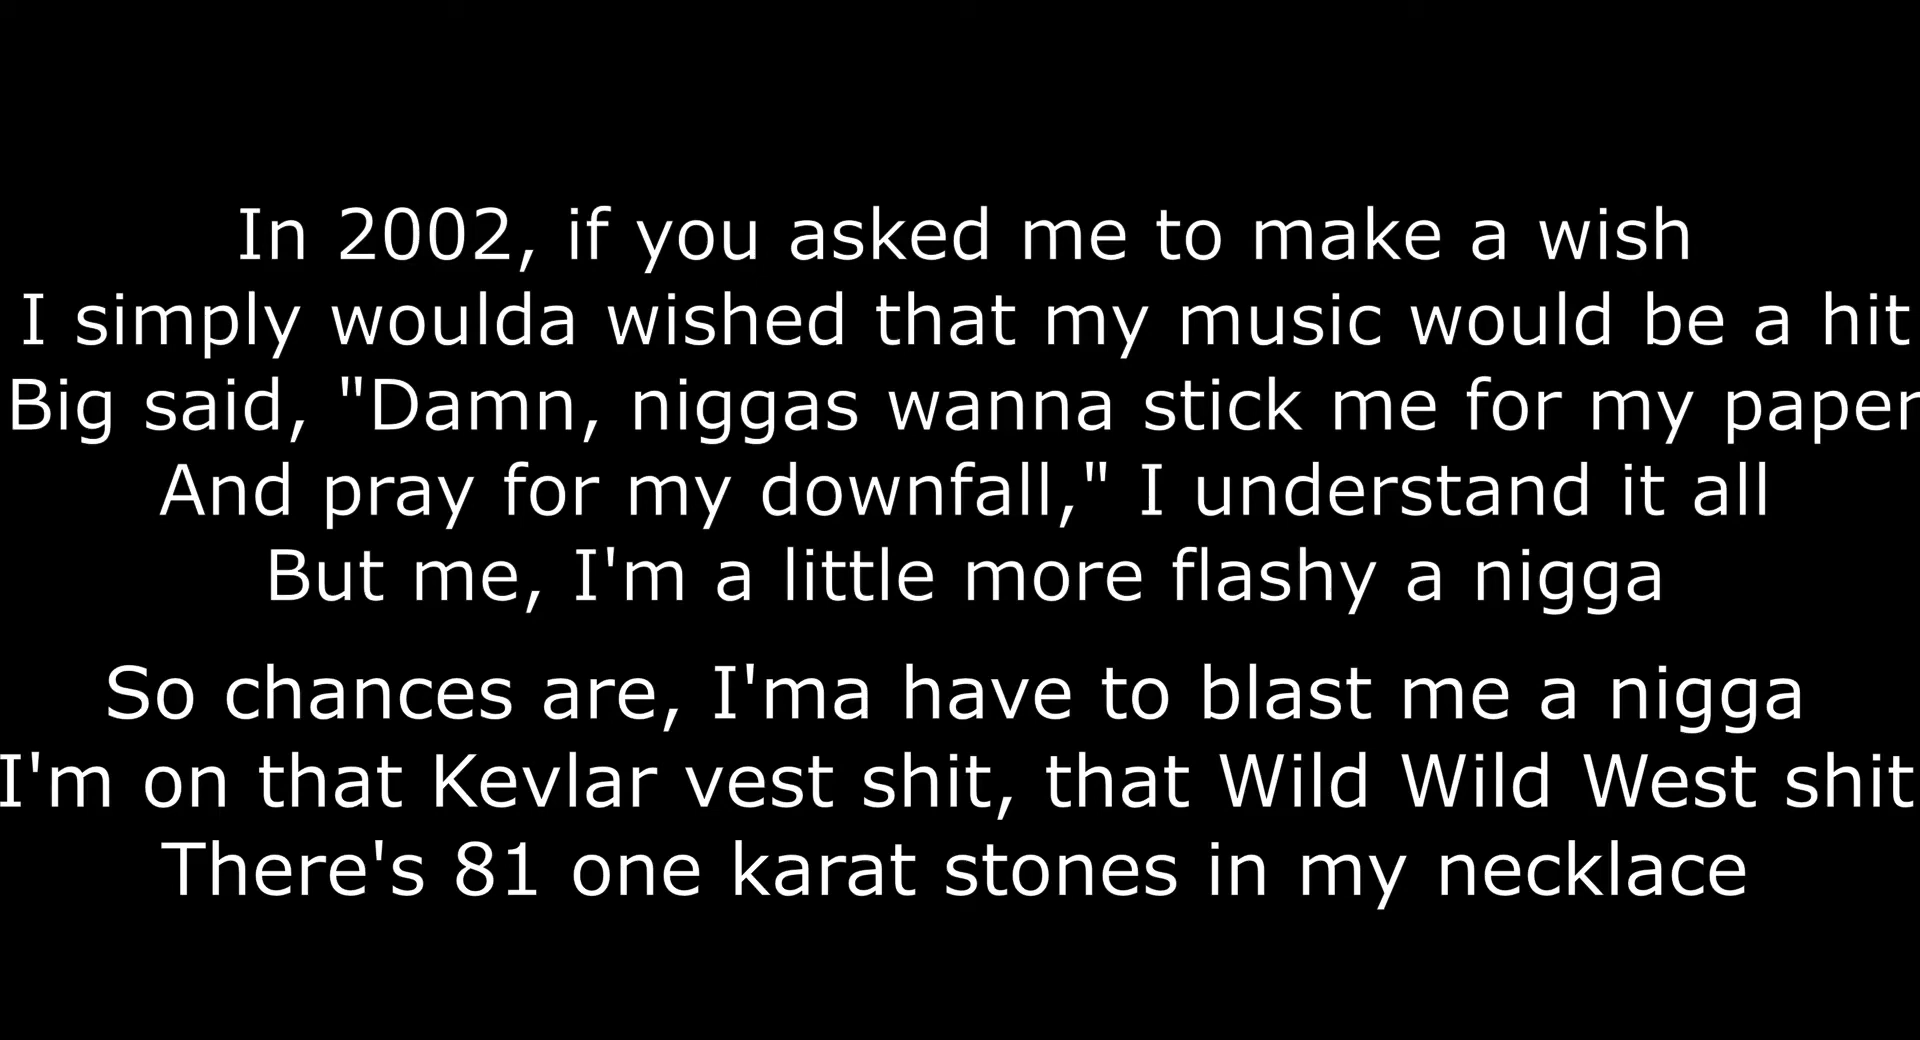 In 2002, if you asked me to make a wish
I simply woulda wished that my music would be a hit
Big said, "Damn, niggas wanna stick me for my paper
And pray for my downfall," I understand it all
But me, I'm a little more flashy a nigga
So chances are, I'ma have to blast me a nigga
I'm on that Kevlar vest shit, that Wild Wild West shit
There's 81 one karat stones in my necklace